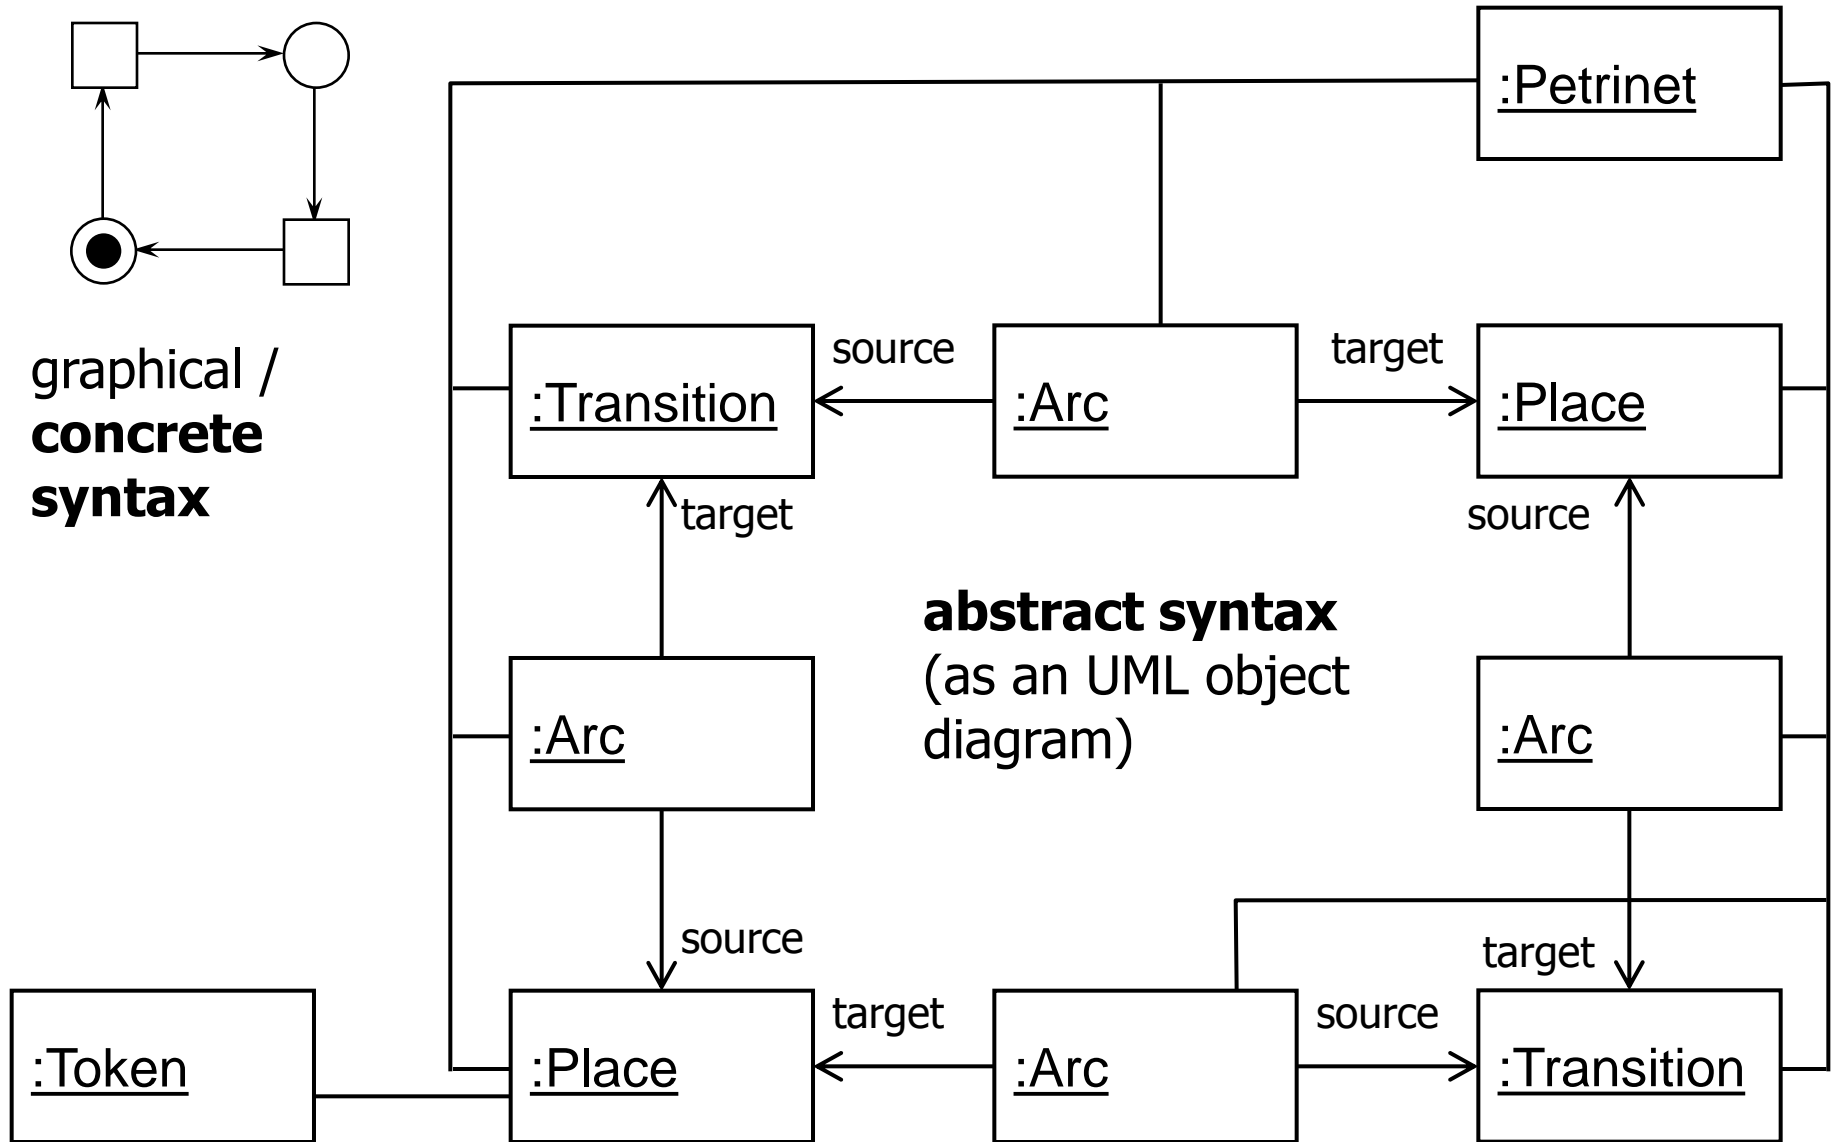 :Petrinet
graphical /
concrete
syntax
:Transition
source
:Arc
target
:Place
target
source
abstract syntax
(as an UML object
diagram)
:Arc
:Arc
source
target
:Token
:Place
target
:Arc
source
:Transition